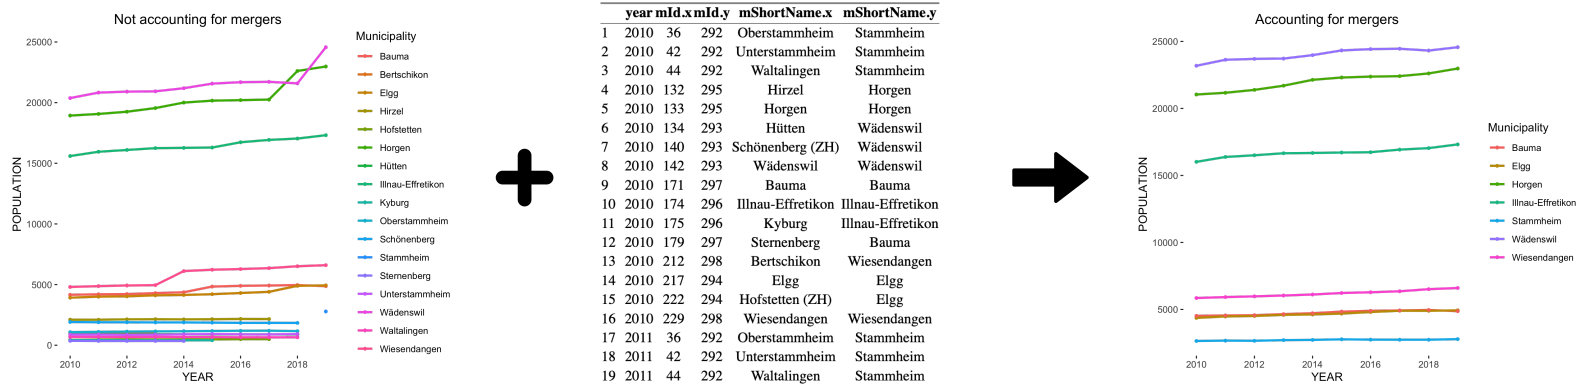 Not accounting for mergers
POPULATION
25000
20000
15000
10000
5000
0
2010 2012 2014 2016 2018
YEAR
Municipality
Bauma
Bertschikon
Elgg
Hirzel
Hofstetten
Horgen
Hütten
Illnau-Effretikon
Kyburg
Oberstammheim
Schönenberg
Stammheim
Sternenberg
Unterstammheim
Wädenswil
Waltalingen
Wiesendangen
year mId.x mId.y mShortName.x mShortName.y
1 2010 36 292 Oberstammheim Stammheim
2 2010 42 292 Unterstammheim Stammheim
3 2010 44 292 Waltalingen Stammheim
4 2010 132 295 Hirzel Horgen
5 2010 133 295 Horgen Horgen
6 2010 134 293 Hütten Wädenswil
7 2010 140 293 Schönenberg (ZH) Wädenswil
8 2010 142 293 Wädenswil Wädenswil
9 2010 171 297 Bauma Bauma
10 2010 174 296 Illnau-Effretikon Illnau-Effretikon
11 2010 175 296 Kyburg Illnau-Effretikon
12 2010 179 297 Sternenberg Bauma
13 2010 212 298 Bertschikon Wiesendangen
14 2010 217 294 Elgg Elgg
15 2010 222 294 Hofstetten (ZH) Elgg
16 2010 229 298 Wiesendangen Wiesendangen
17 2011 36 292 Oberstammheim Stammheim
18 2011 42 292 Unterstammheim Stammheim
19 2011 44 292 Waltalingen Stammheim
Accounting for mergers
POPULATION
25000
20000
15000
10000
5000
2010 2012 2014 2016 2018
YEAR
Municipality
Bauma
Elgg
Horgen
Illnau-Effretikon
Stammheim
Wädenswil
Wiesendangen